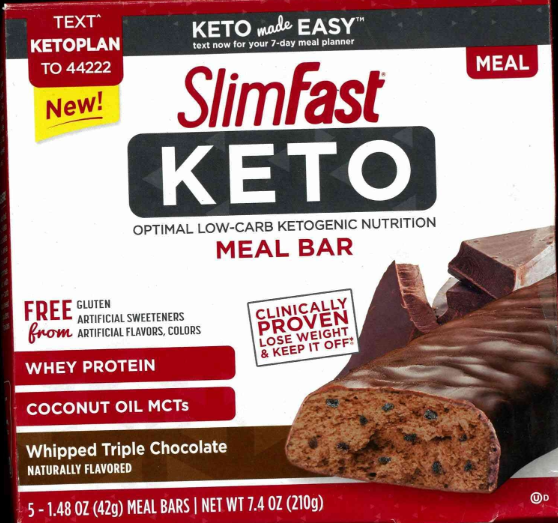 TEXT^
KETOPLAN
TO 44222
KETO made EASY™
text now for your 7-day meal planner
MEAL
New!
SlimFast®
KETO
OPTIMAL LOW-CARB KETOGENIC NUTRITION
MEAL BAR
FREE from
GLUTEN
ARTIFICIAL SWEETENERS
ARTIFICIAL FLAVORS, COLORS
CLINICALLY
PROVEN
LOSE WEIGHT
& KEEP IT OFF‡
WHEY PROTEIN
COCONUT OIL MCTs
Whipped Triple Chocolate
NATURALLY FLAVORED
5 - 1.48 OZ (42g) MEAL BARS | NET WT 7.4 OZ (210g)
U D